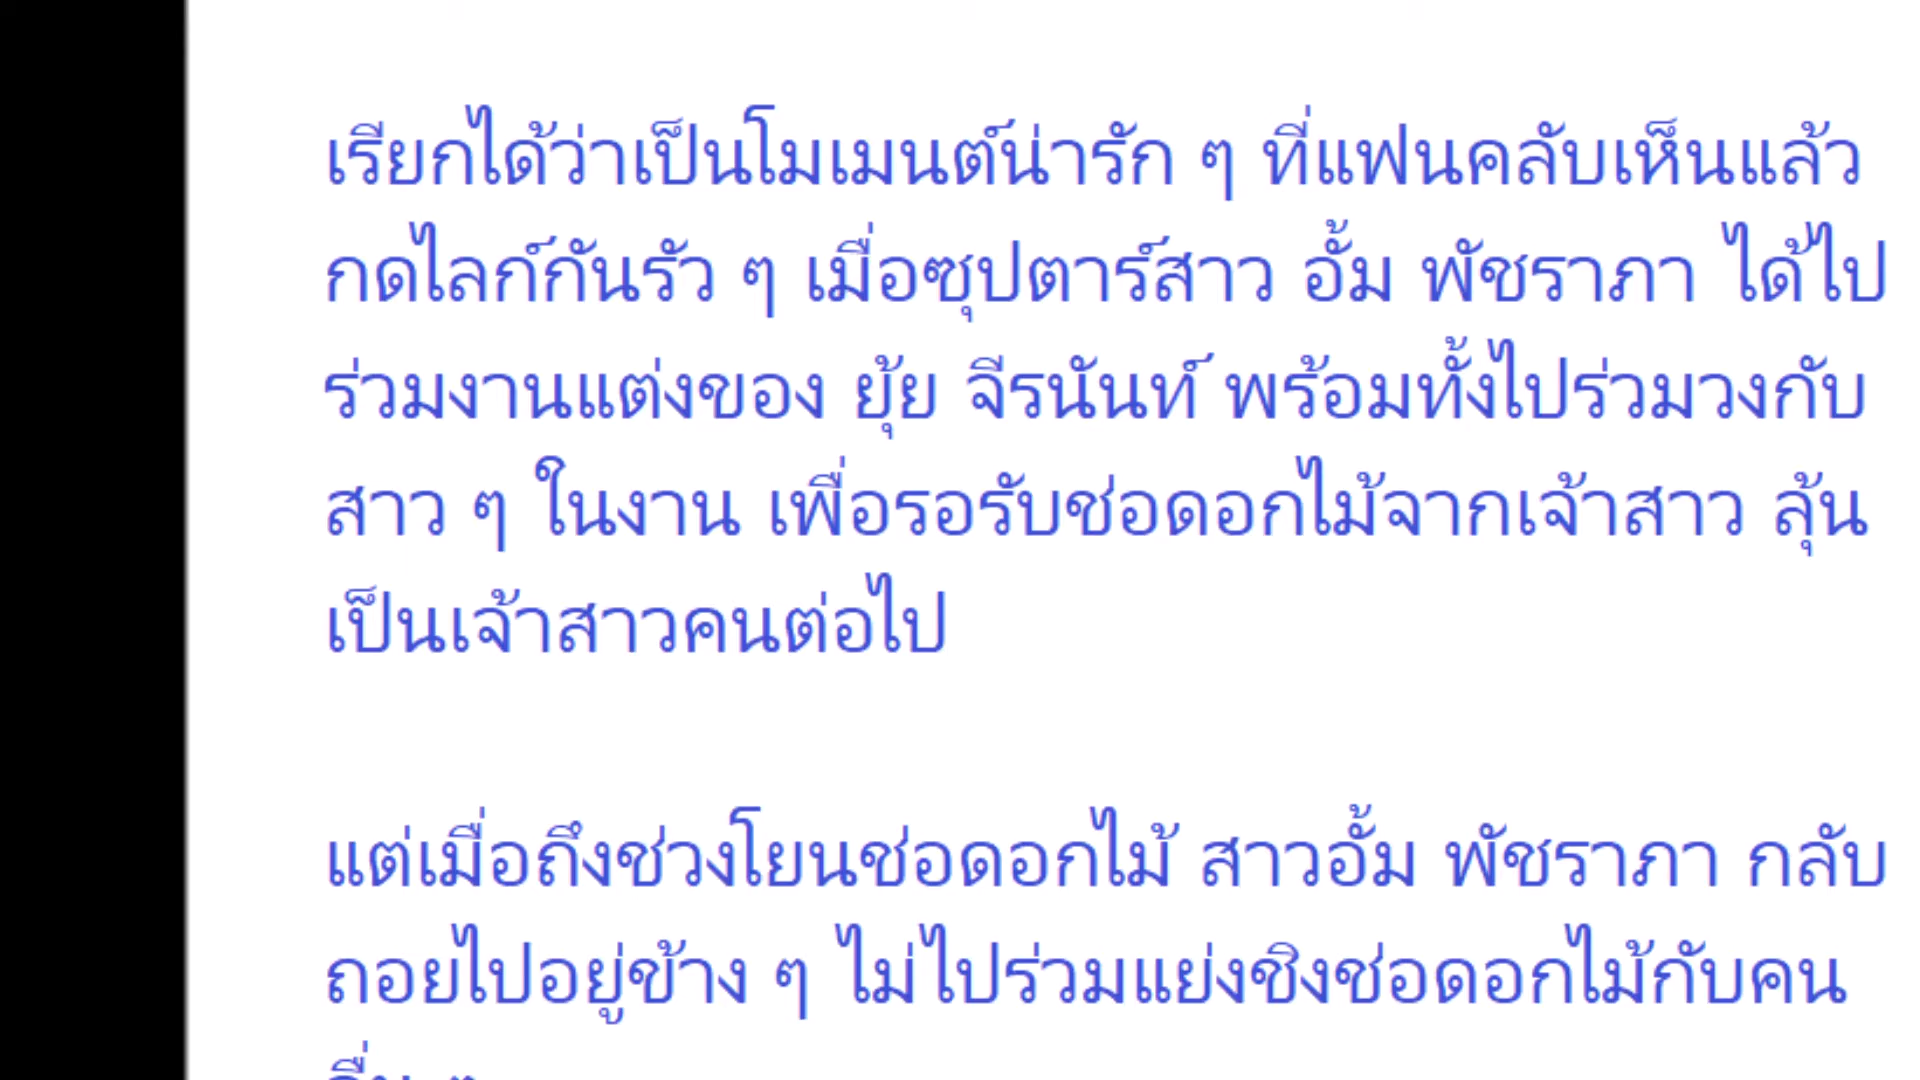 เรียกได้ว่าเป็นโมเมนต์น่ารัก ๆ ที่แฟนคลับเห็นแล้ว
กดไลก์กันรัว ๆ เมื่อซุปตาร์สาว อั้ม พัชราภา ได้ไป
ร่วมงานแต่งของ ยุ้ย จีรนันท์ พร้อมทั้งไปร่วมวงกับ
สาว ๆ ในงาน เพื่อรอรับช่อดอกไม้จากเจ้าสาว ลุ้น
เป็นเจ้าสาวคนต่อไป
แต่เมื่อถึงช่วงโยนช่อดอกไม้ สาวอั้ม พัชราภา กลับ
ถอยไปอยู่ข้าง ๆ ไม่ไปร่วมแย่งชิงช่อดอกไม้กับคน